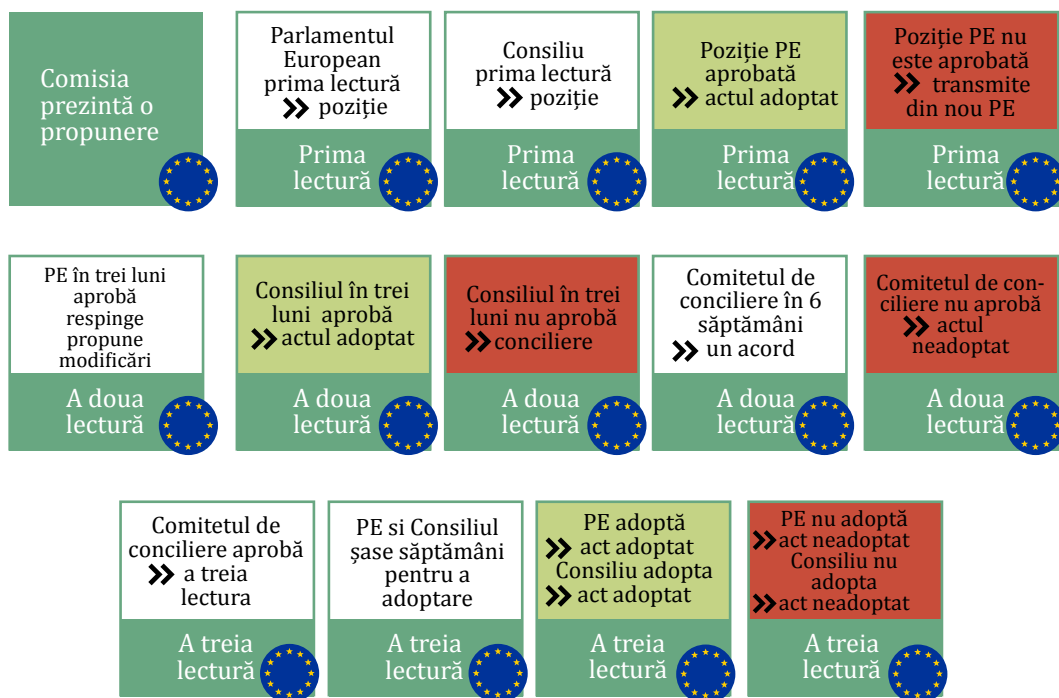 Comisia
prezintă o
propunere
Parlamentul
European
prima lectură
poziție
Prima
lectură
Consiliu
prima lectură
poziție
Prima
lectură
Poziție PE
aprobată
actul adoptat
Prima
lectură
Poziție PE nu
este aprobată
transmite
din nou PE
Prima
lectură
PE în trei luni
aprobă
respinge
propune
modificări
A doua
lectură
Consiliul în trei
luni aprobă
actul adoptat
A doua
lectură
Consiliul în trei
luni nu aprobă
conciliere
A doua
lectură
Comitetul de
conciliere în 6
săptămâni
un acord
A doua
lectură
Comitetul de con-
ciliere nu aprobă
actul
neadoptat
A doua
lectură
Comitetul de
conciliere aprobă
a treia
lectura
A treia
lectură
PE si Consiliul
șase săptămâni
pentru a
adoptare
A treia
lectură
PE adoptă
act adoptat
Consiliu adopta
act adoptat
A treia
lectură
PE nu adoptă
act neadoptat
Consiliu nu
adopta
act neadoptat
A treia
lectură